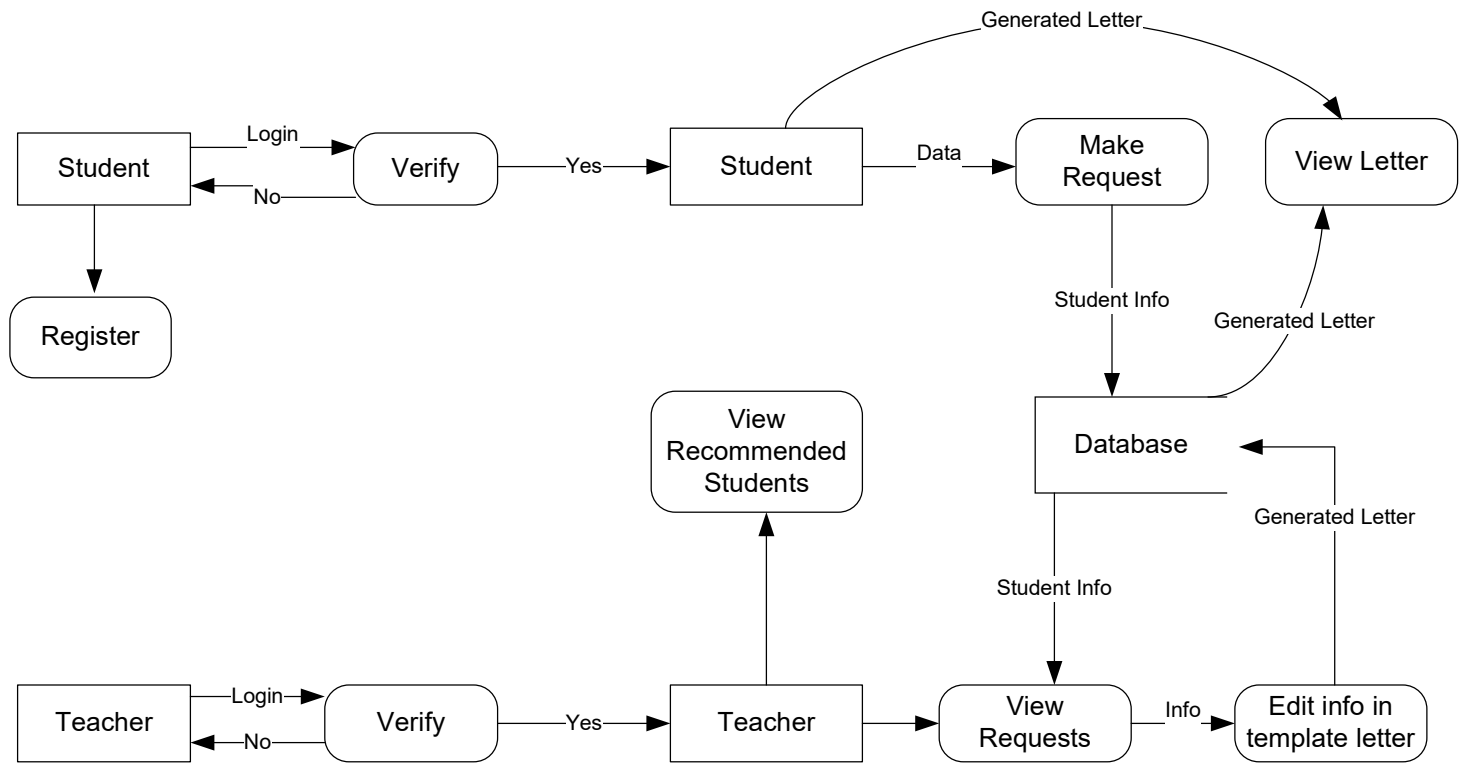 Generated Letter
Student
Login
No
Verify
Yes
Student
Data
Make
Request
View Letter
Register
Student Info
Generated Letter
View
Recommended
Students
Database
Generated Letter
Student Info
Teacher
Login
No
Verify
Yes
Teacher
View
Requests
Info
Edit info in
template letter